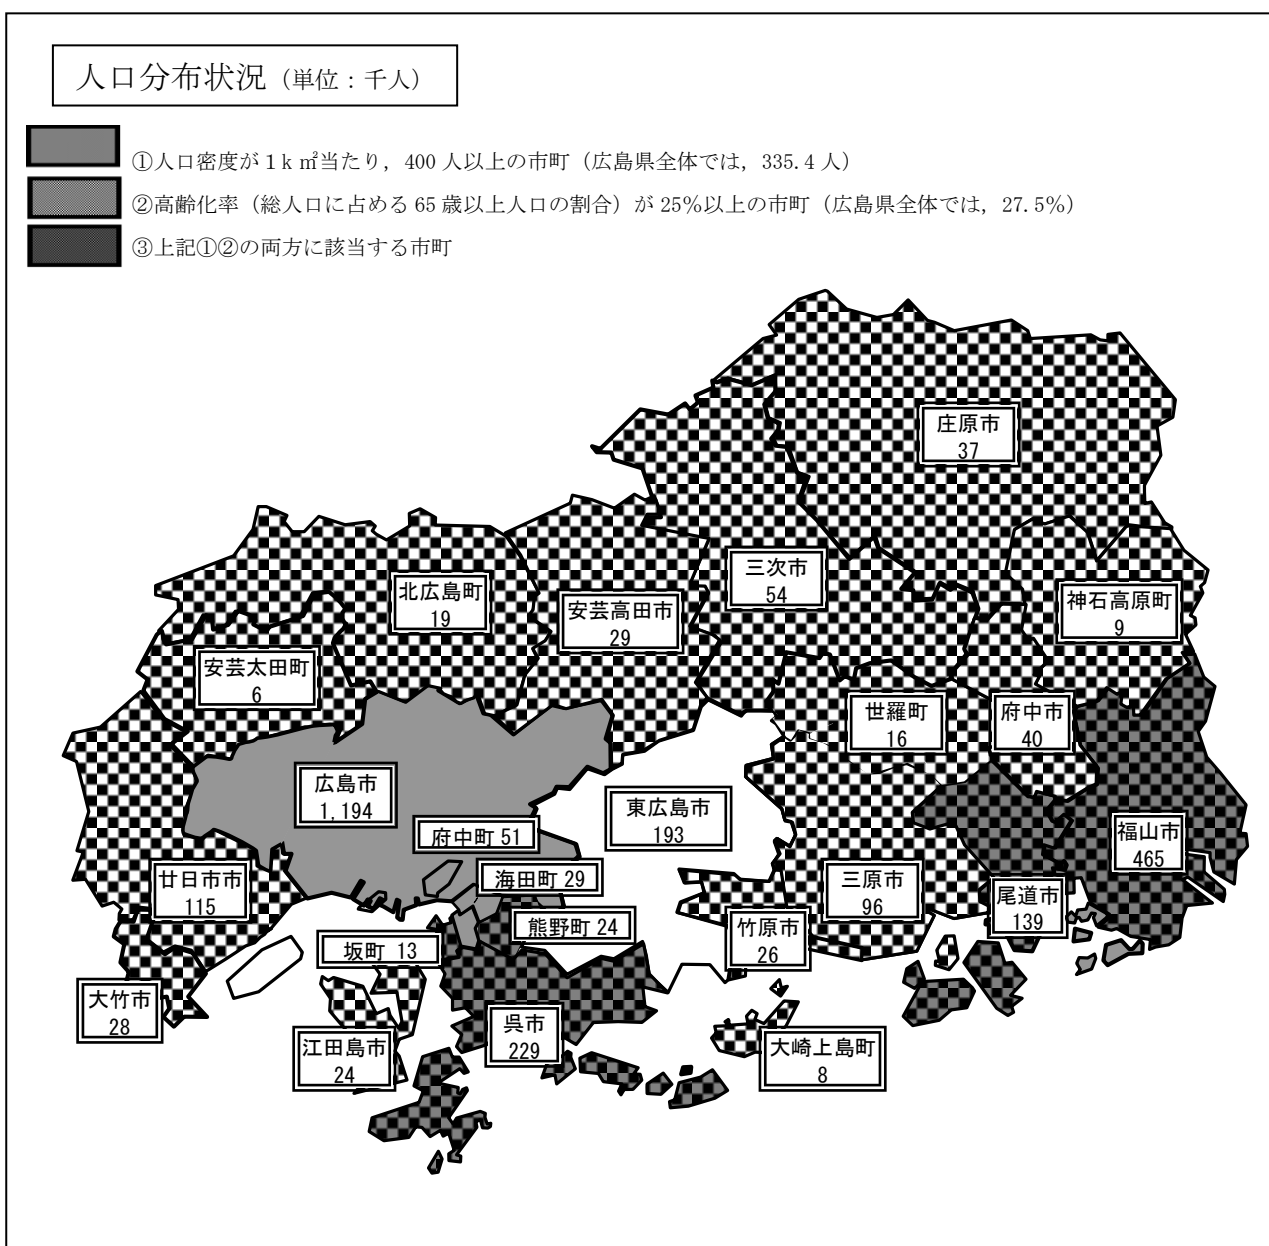 人口分布状況（単位：千人）
①人口密度が１ｋ㎡当たり，400 人以上の市町（広島県全体では，335.4 人）
②高齢化率（総人口に占める 65 歳以上人口の割合）が 25％以上の市町（広島県全体では，27.5％）
③上記①②の両方に該当する市町
庄原市
37
三次市
54
北広島町
19
安芸高田市
29
神石高原町
9
安芸太田町
6
世羅町
16
府中市
40
広島市
1,194
東広島市
193
府中町 51
福山市
465
海田町 29
廿日市市
115
三原市
96
尾道市
139
熊野町 24
竹原市
26
坂町 13
大竹市
28
呉市
229
江田島市
24
大崎上島町
8